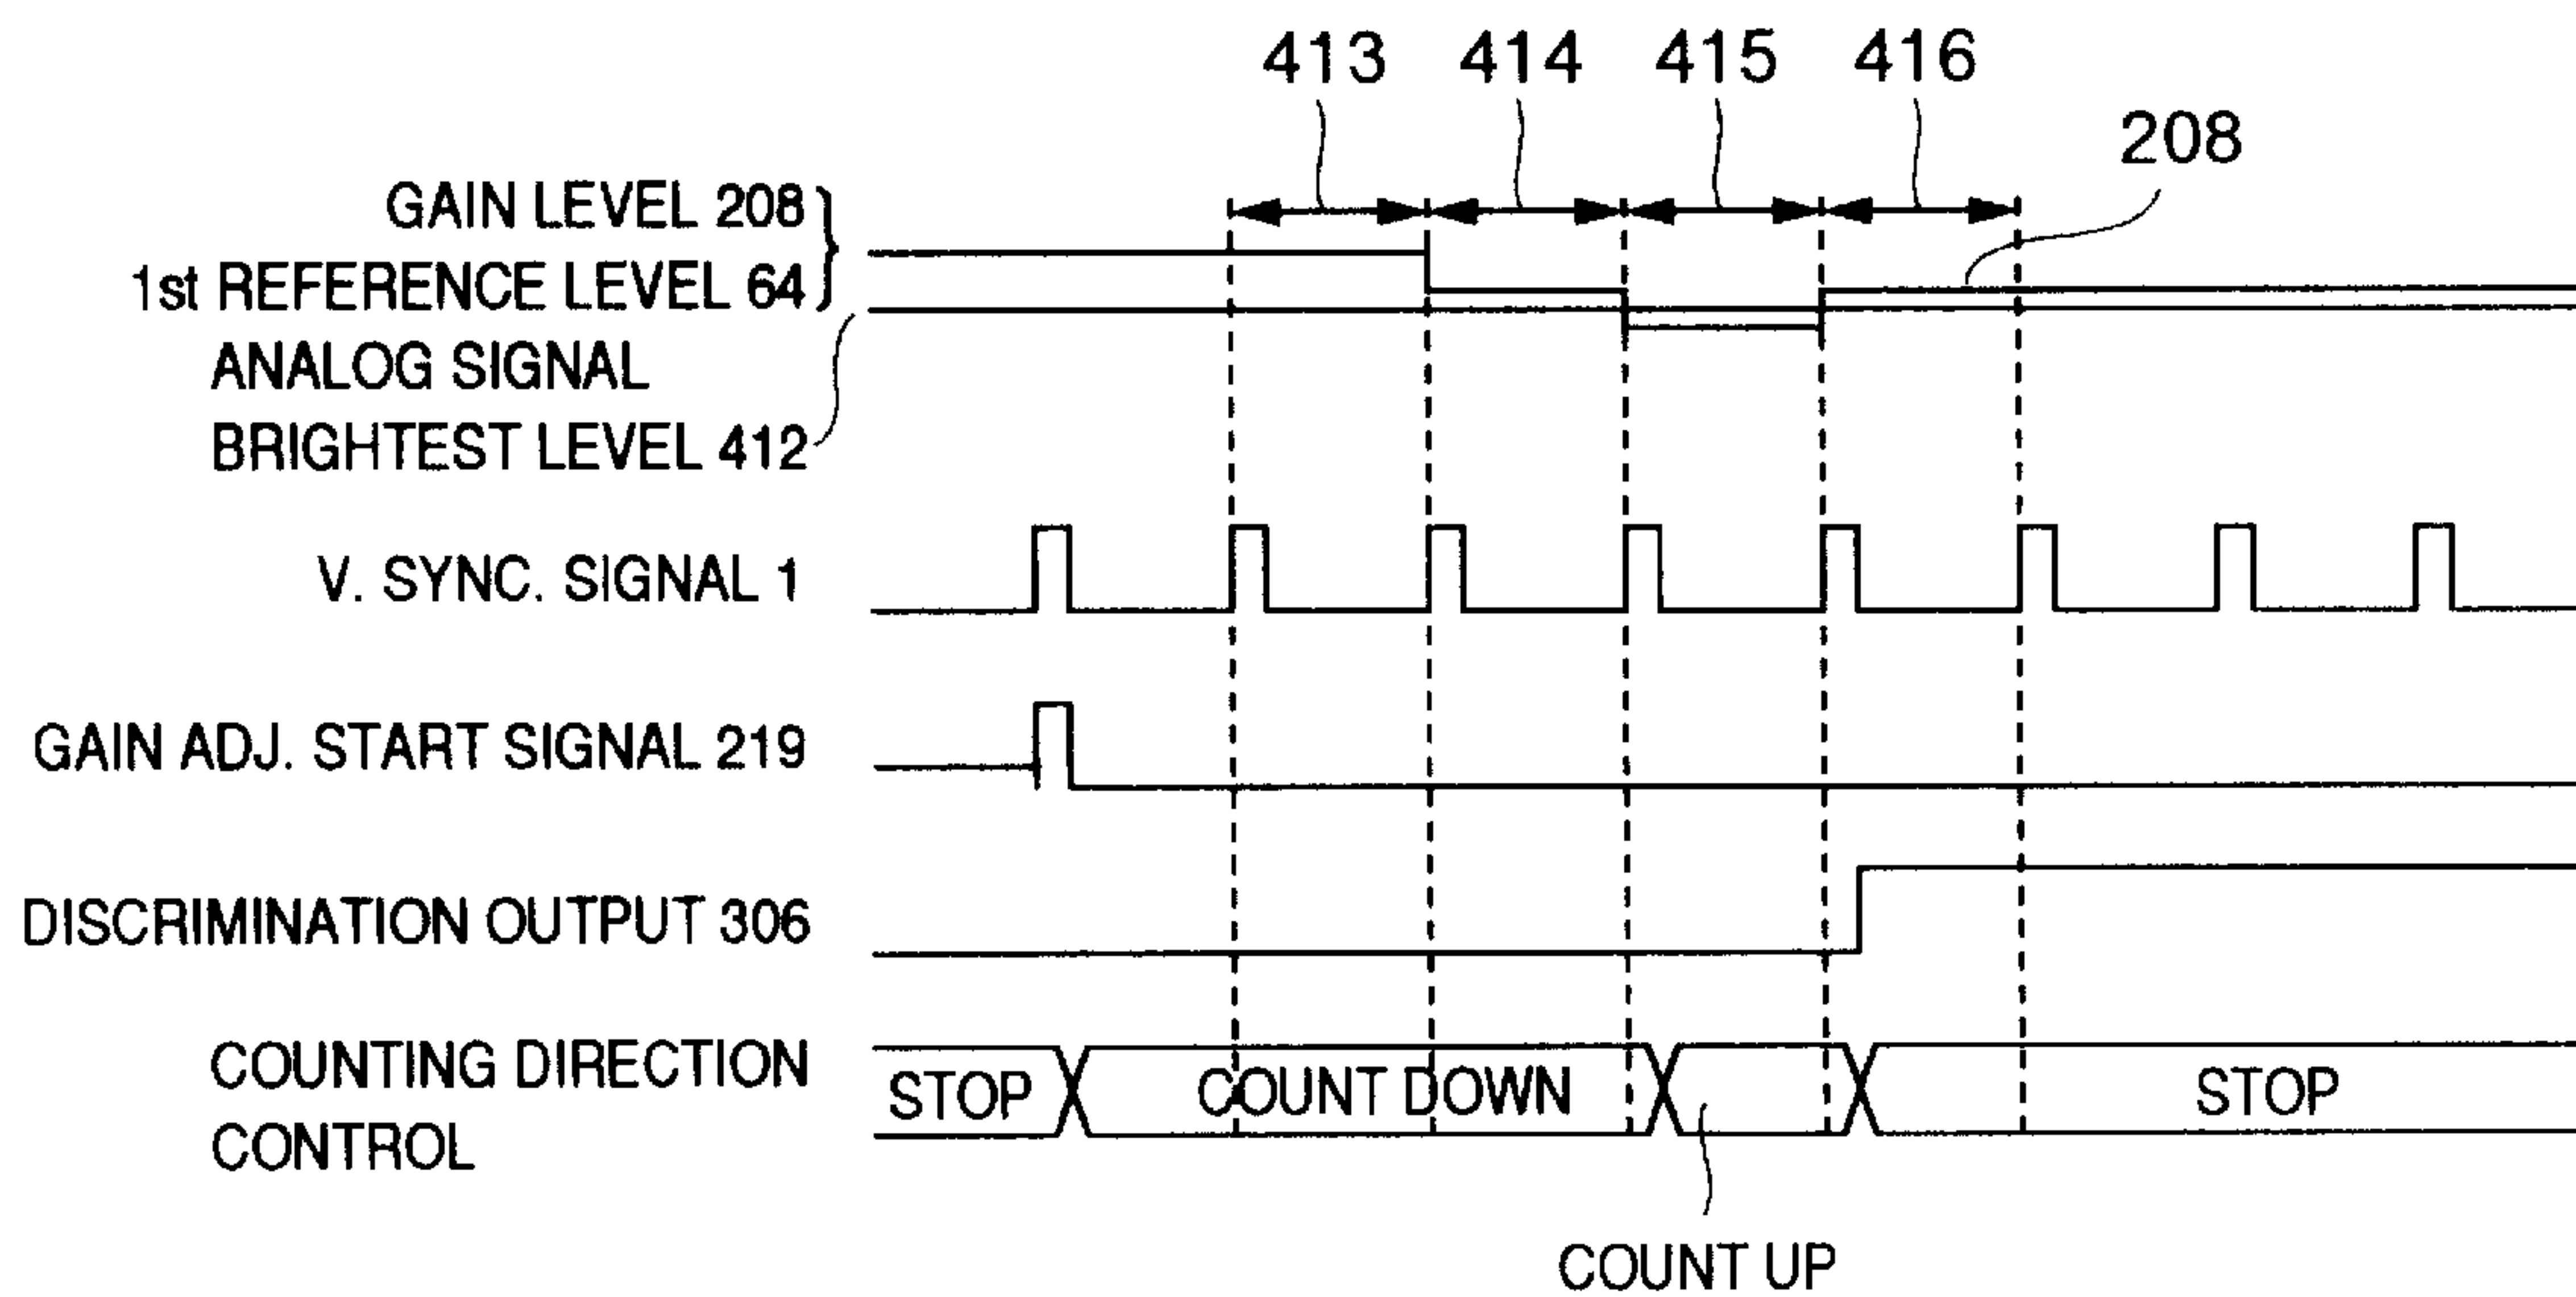 413 414 415 416
208
GAIN LEVEL 208
1st REFERENCE LEVEL 64
ANALOG SIGNAL
BRIGHTEST LEVEL 412
V. SYNC. SIGNAL 1
GAIN ADJ. START SIGNAL 219
DISCRIMINATION OUTPUT 306
COUNTING DIRECTION
CONTROL
STOP COUNT DOWN STOP
COUNT UP